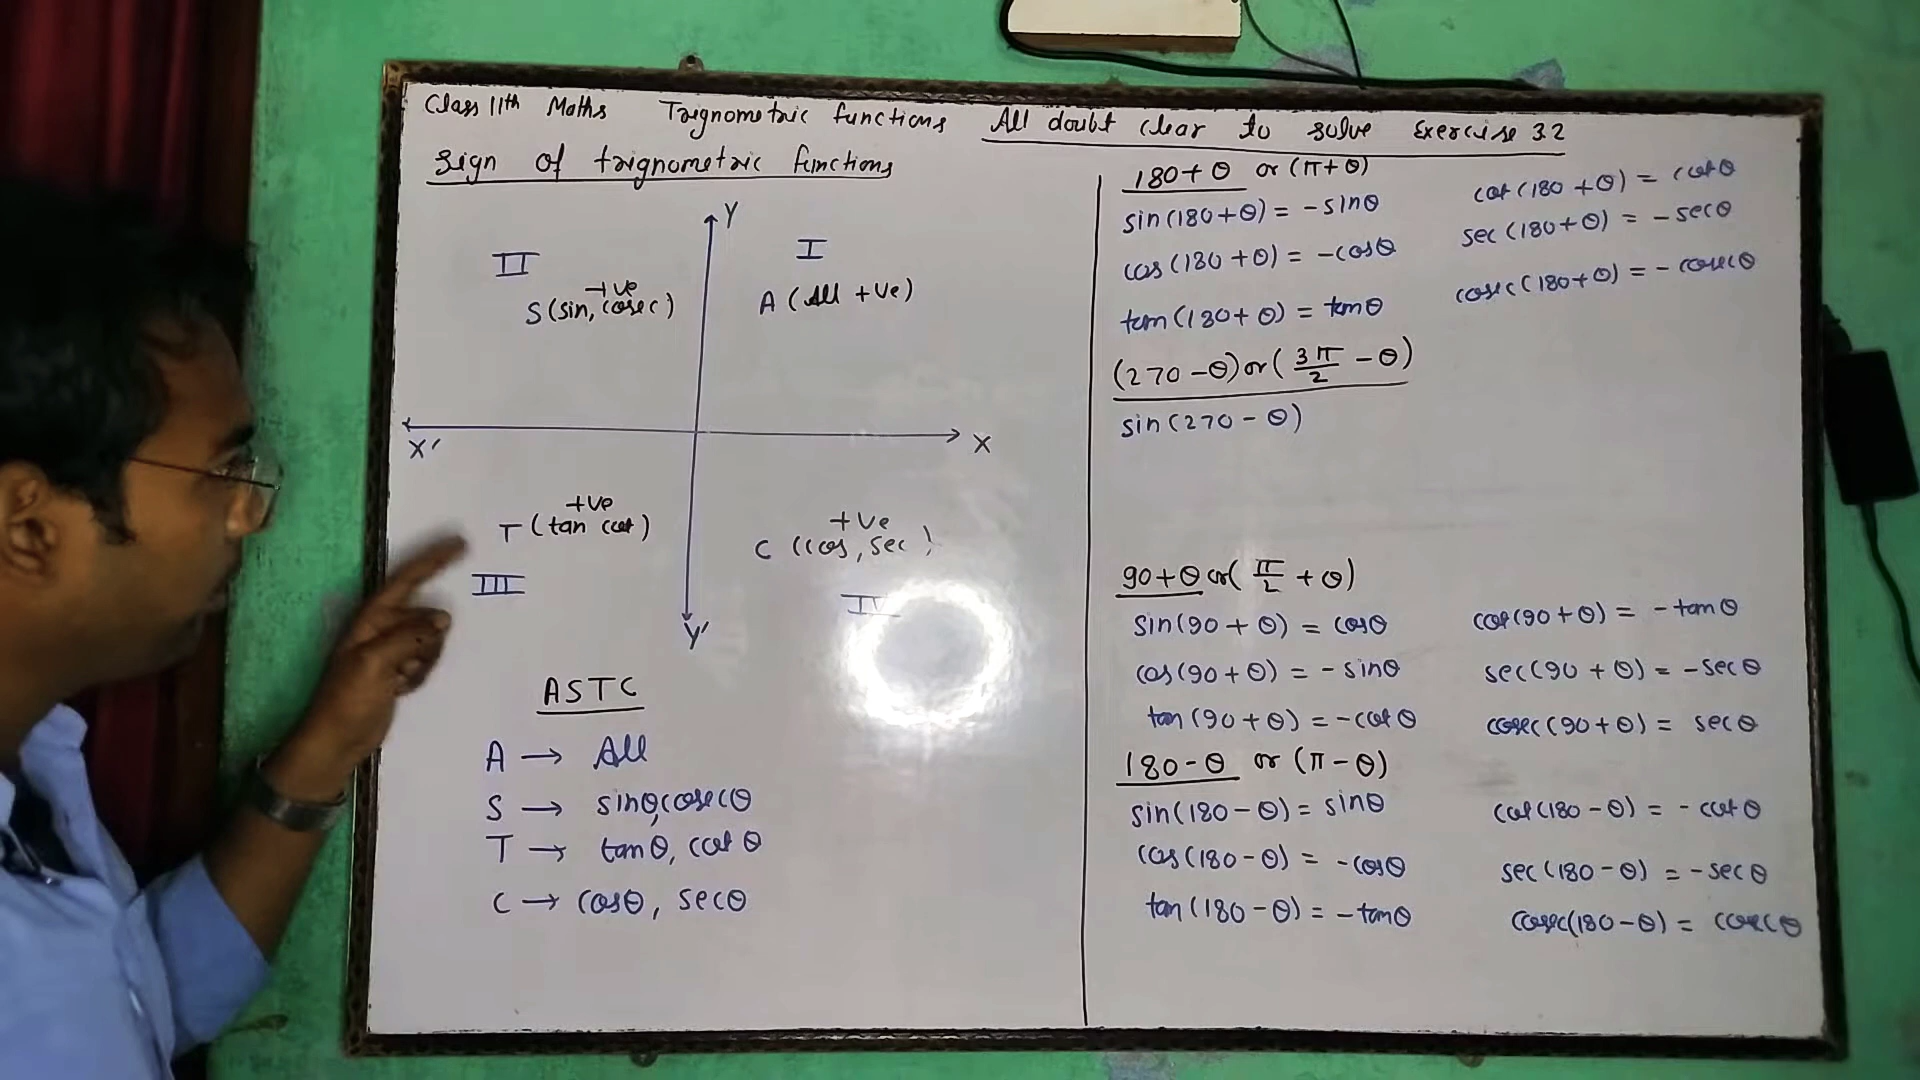 Class 11th Maths Trignometric functions All doubt clear to solve Exercise 3.2
Sign of trignometric functions
Y
II
I
+ve
S (sin, cosec)
A (All +ve)
X'
X
+ve
T (tan cot)
+ve
C (cos, sec)
III
IV
Y'
ASTC
A → All
S → sinθ, cosecθ
T → tanθ, cot θ
C → cosθ, secθ
180+θ or (π+θ)
sin(180+θ) = -sinθ
cos(180+θ) = -cosθ
tan(180+θ) = tanθ
cot(180+θ) = cotθ
sec(180+θ) = -secθ
cosec(180+θ) = -cosecθ
(270-θ) or (3π/2 - θ)
sin(270-θ)
90+θ or (π/2 + θ)
sin(90+θ) = cosθ
cos(90+θ) = -sinθ
tan(90+θ) = -cotθ
cot(90+θ) = -tanθ
sec(90+θ) = -secθ
cosec(90+θ) = secθ
180-θ or (π-θ)
sin(180-θ) = sinθ
cos(180-θ) = -cosθ
tan(180-θ) = -tanθ
cot(180-θ) = -cotθ
sec(180-θ) = -secθ
cosec(180-θ) = cosecθ